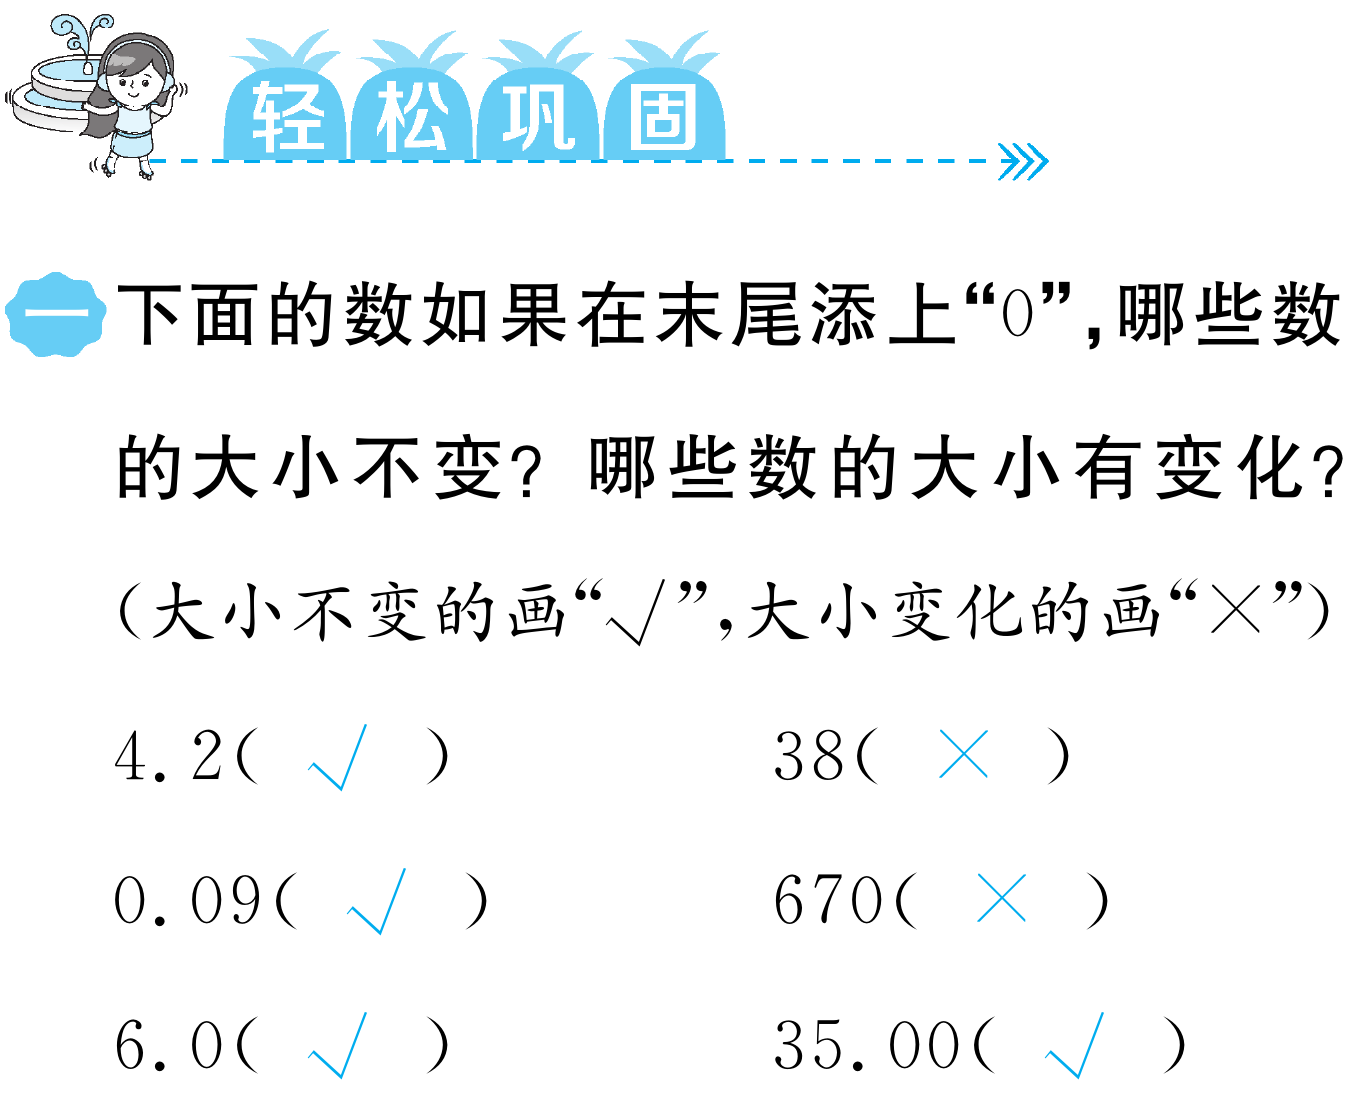 轻松巩固
一 下面的数如果在末尾添上“0”,哪些数
的大小不变? 哪些数的大小有变化?
(大小不变的画“√”,大小变化的画“×”)
4.2( √ ) 38( × )
0.09( √ ) 670( × )
6.0( √ ) 35.00( √ )